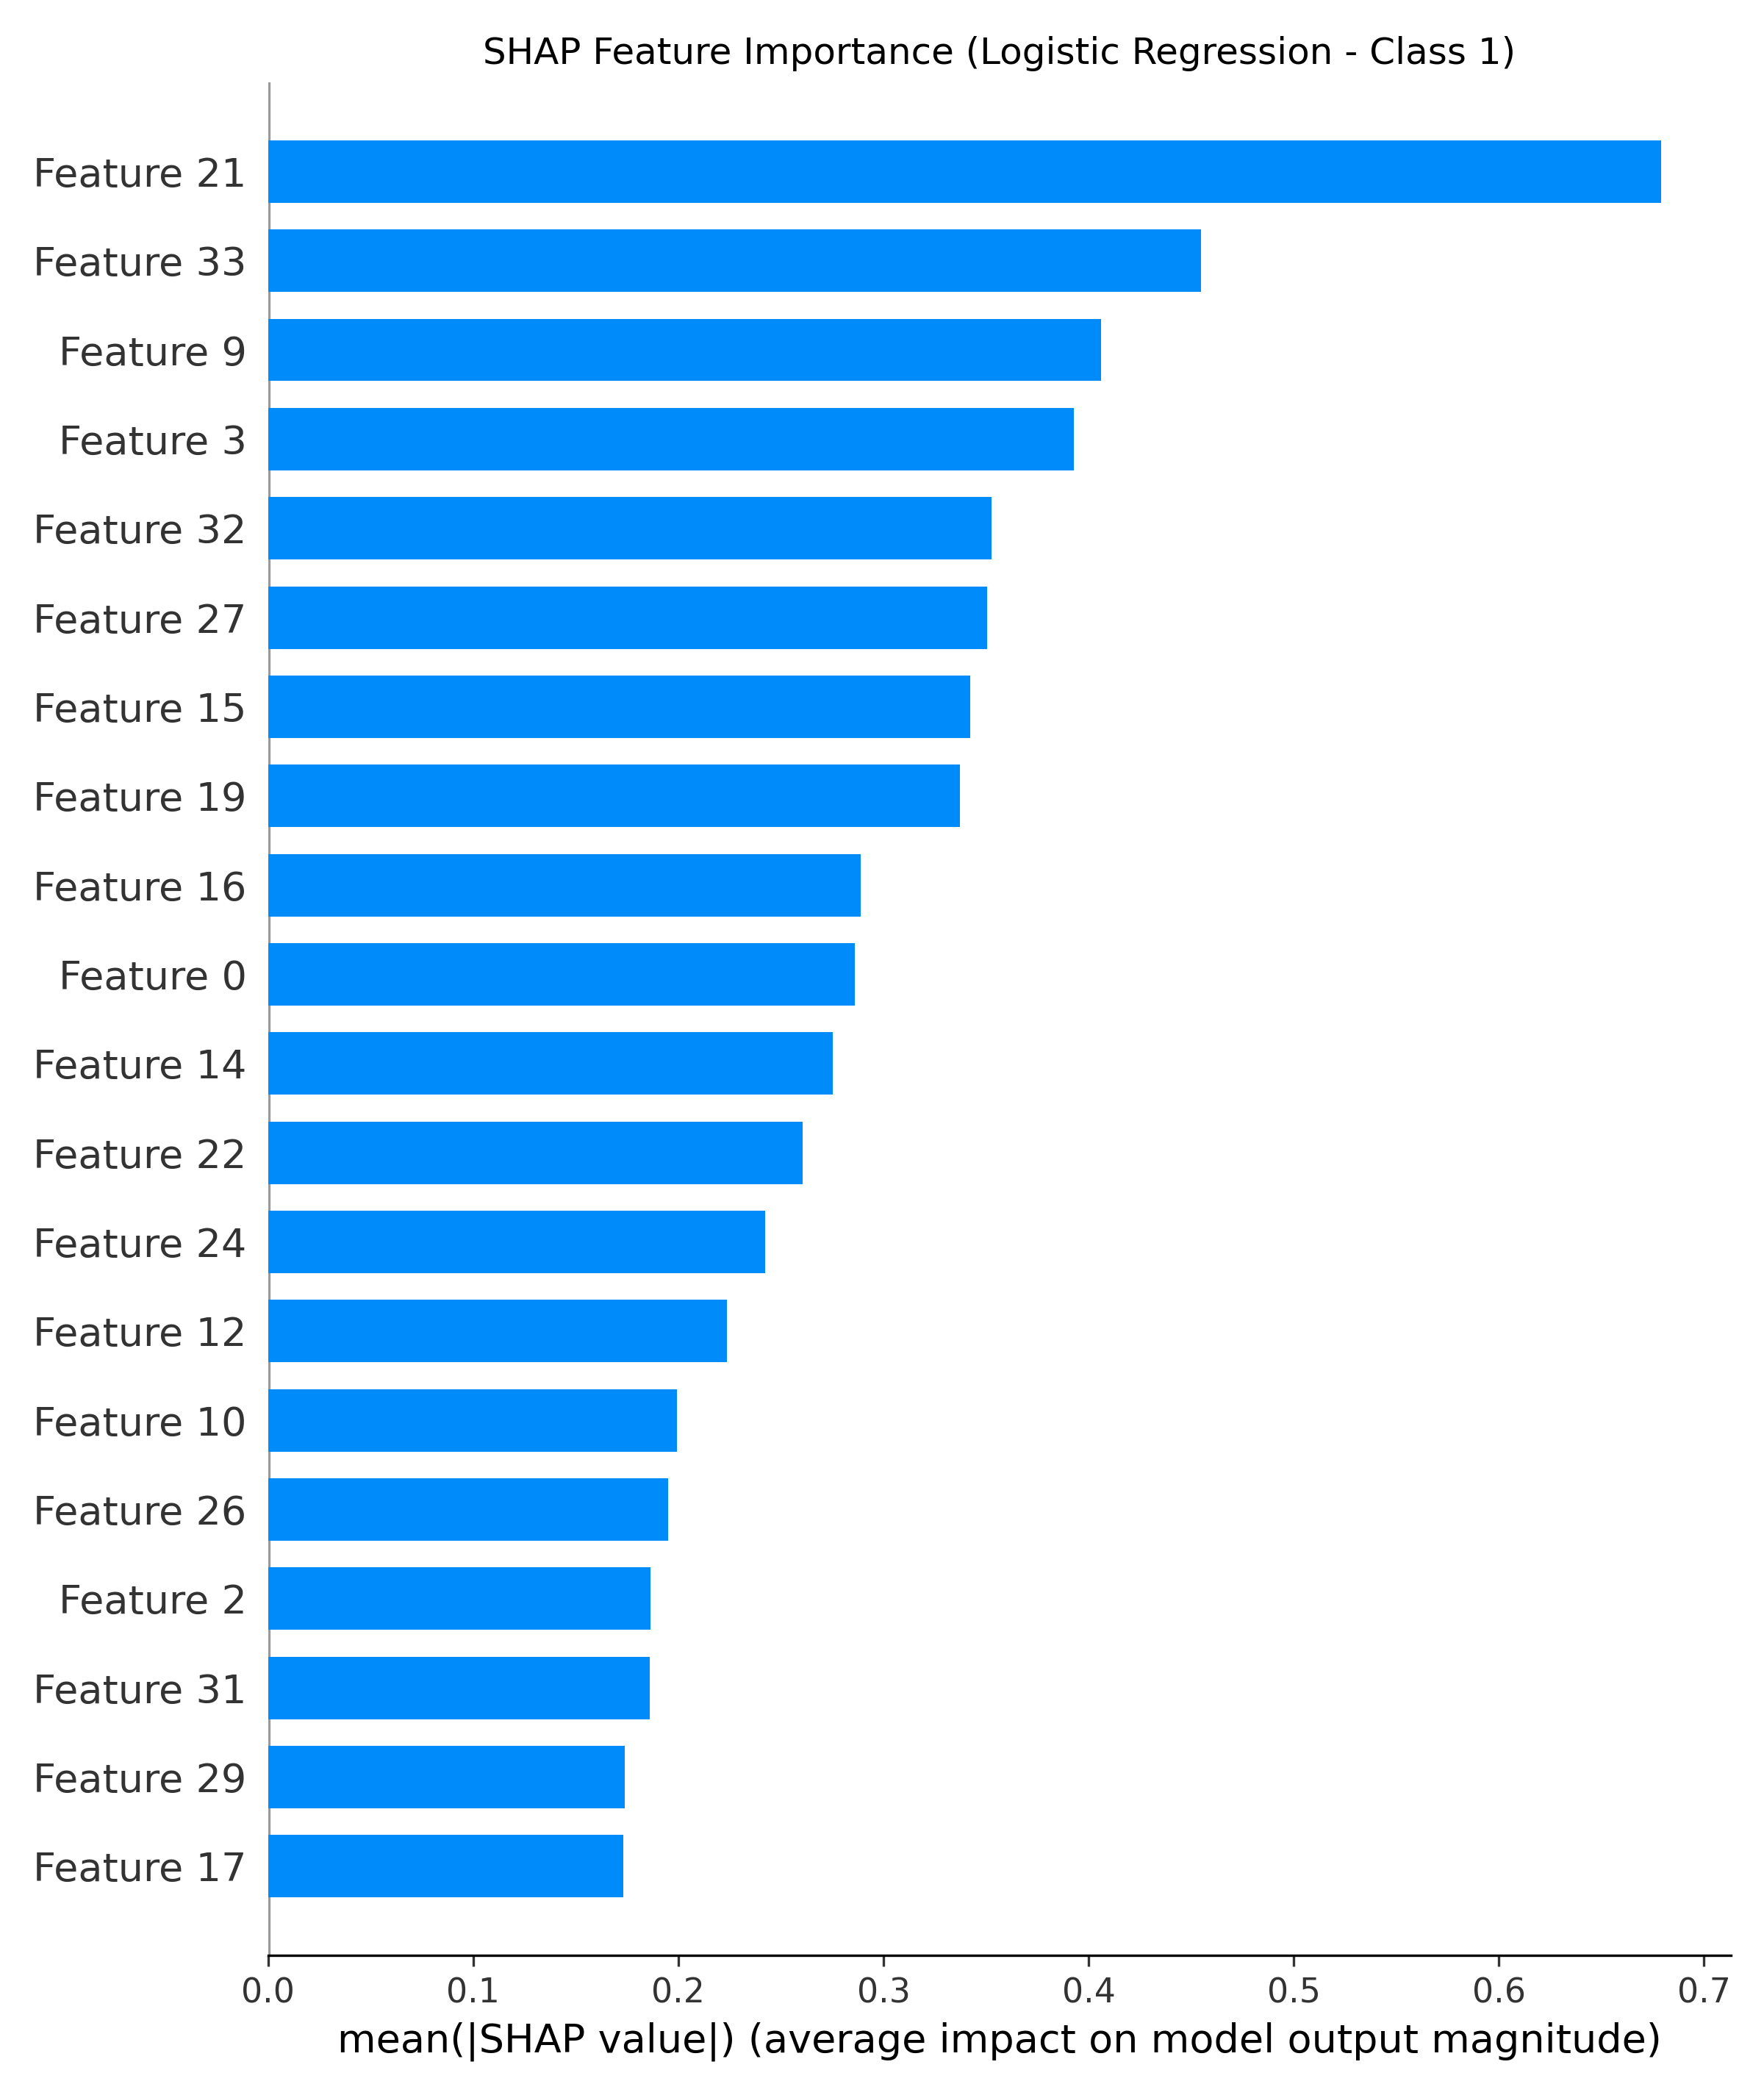 SHAP Feature Importance (Logistic Regression - Class 1)
Feature 21
Feature 33
Feature 9
Feature 3
Feature 32
Feature 27
Feature 15
Feature 19
Feature 16
Feature 0
Feature 14
Feature 22
Feature 24
Feature 12
Feature 10
Feature 26
Feature 2
Feature 31
Feature 29
Feature 17
0.0 0.1 0.2 0.3 0.4 0.5 0.6 0.7
mean(|SHAP value|) (average impact on model output magnitude)